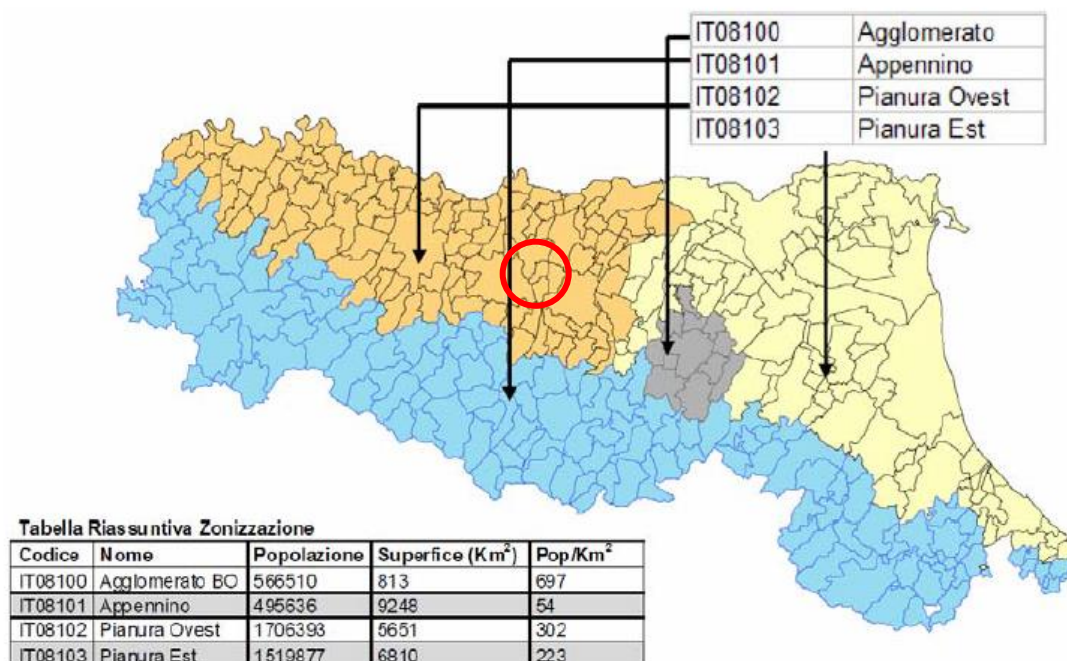 IT08100 Agglomerato
IT08101 Appennino
IT08102 Pianura Ovest
IT08103 Pianura Est
Tabella Riassuntiva Zonizzazione
Codice Nome Popolazione Superfice (Km²) Pop/Km²
IT08100 Agglomerato BO 566510 813 697
IT08101 Appennino 495636 9248 54
IT08102 Pianura Ovest 1706393 5651 302
IT08103 Pianura Est 1519877 6810 223